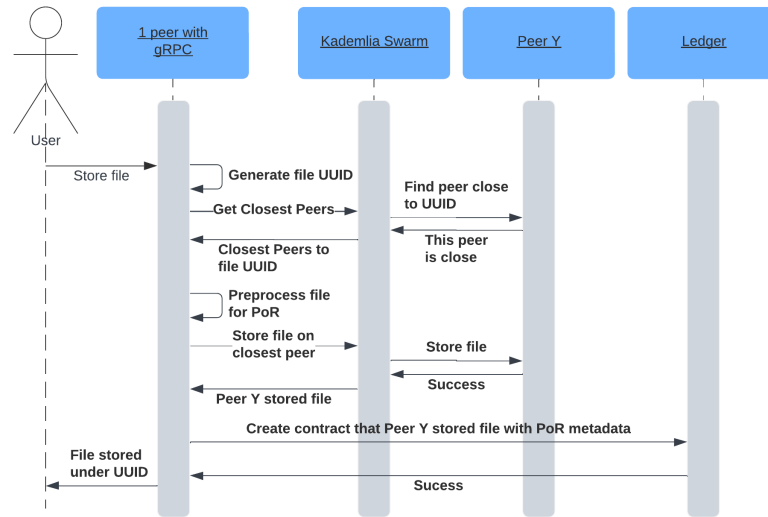 1 peer with
gRPC
Kademlia Swarm
Peer Y
Ledger
User
Store file
Generate file UUID
Get Closest Peers
Find peer close
to UUID
This peer
is close
Closest Peers to
file UUID
Preprocess file
for PoR
Store file on
closest peer
Store file
Success
Peer Y stored file
Create contract that Peer Y stored file with PoR metadata
File stored
under UUID
Sucess